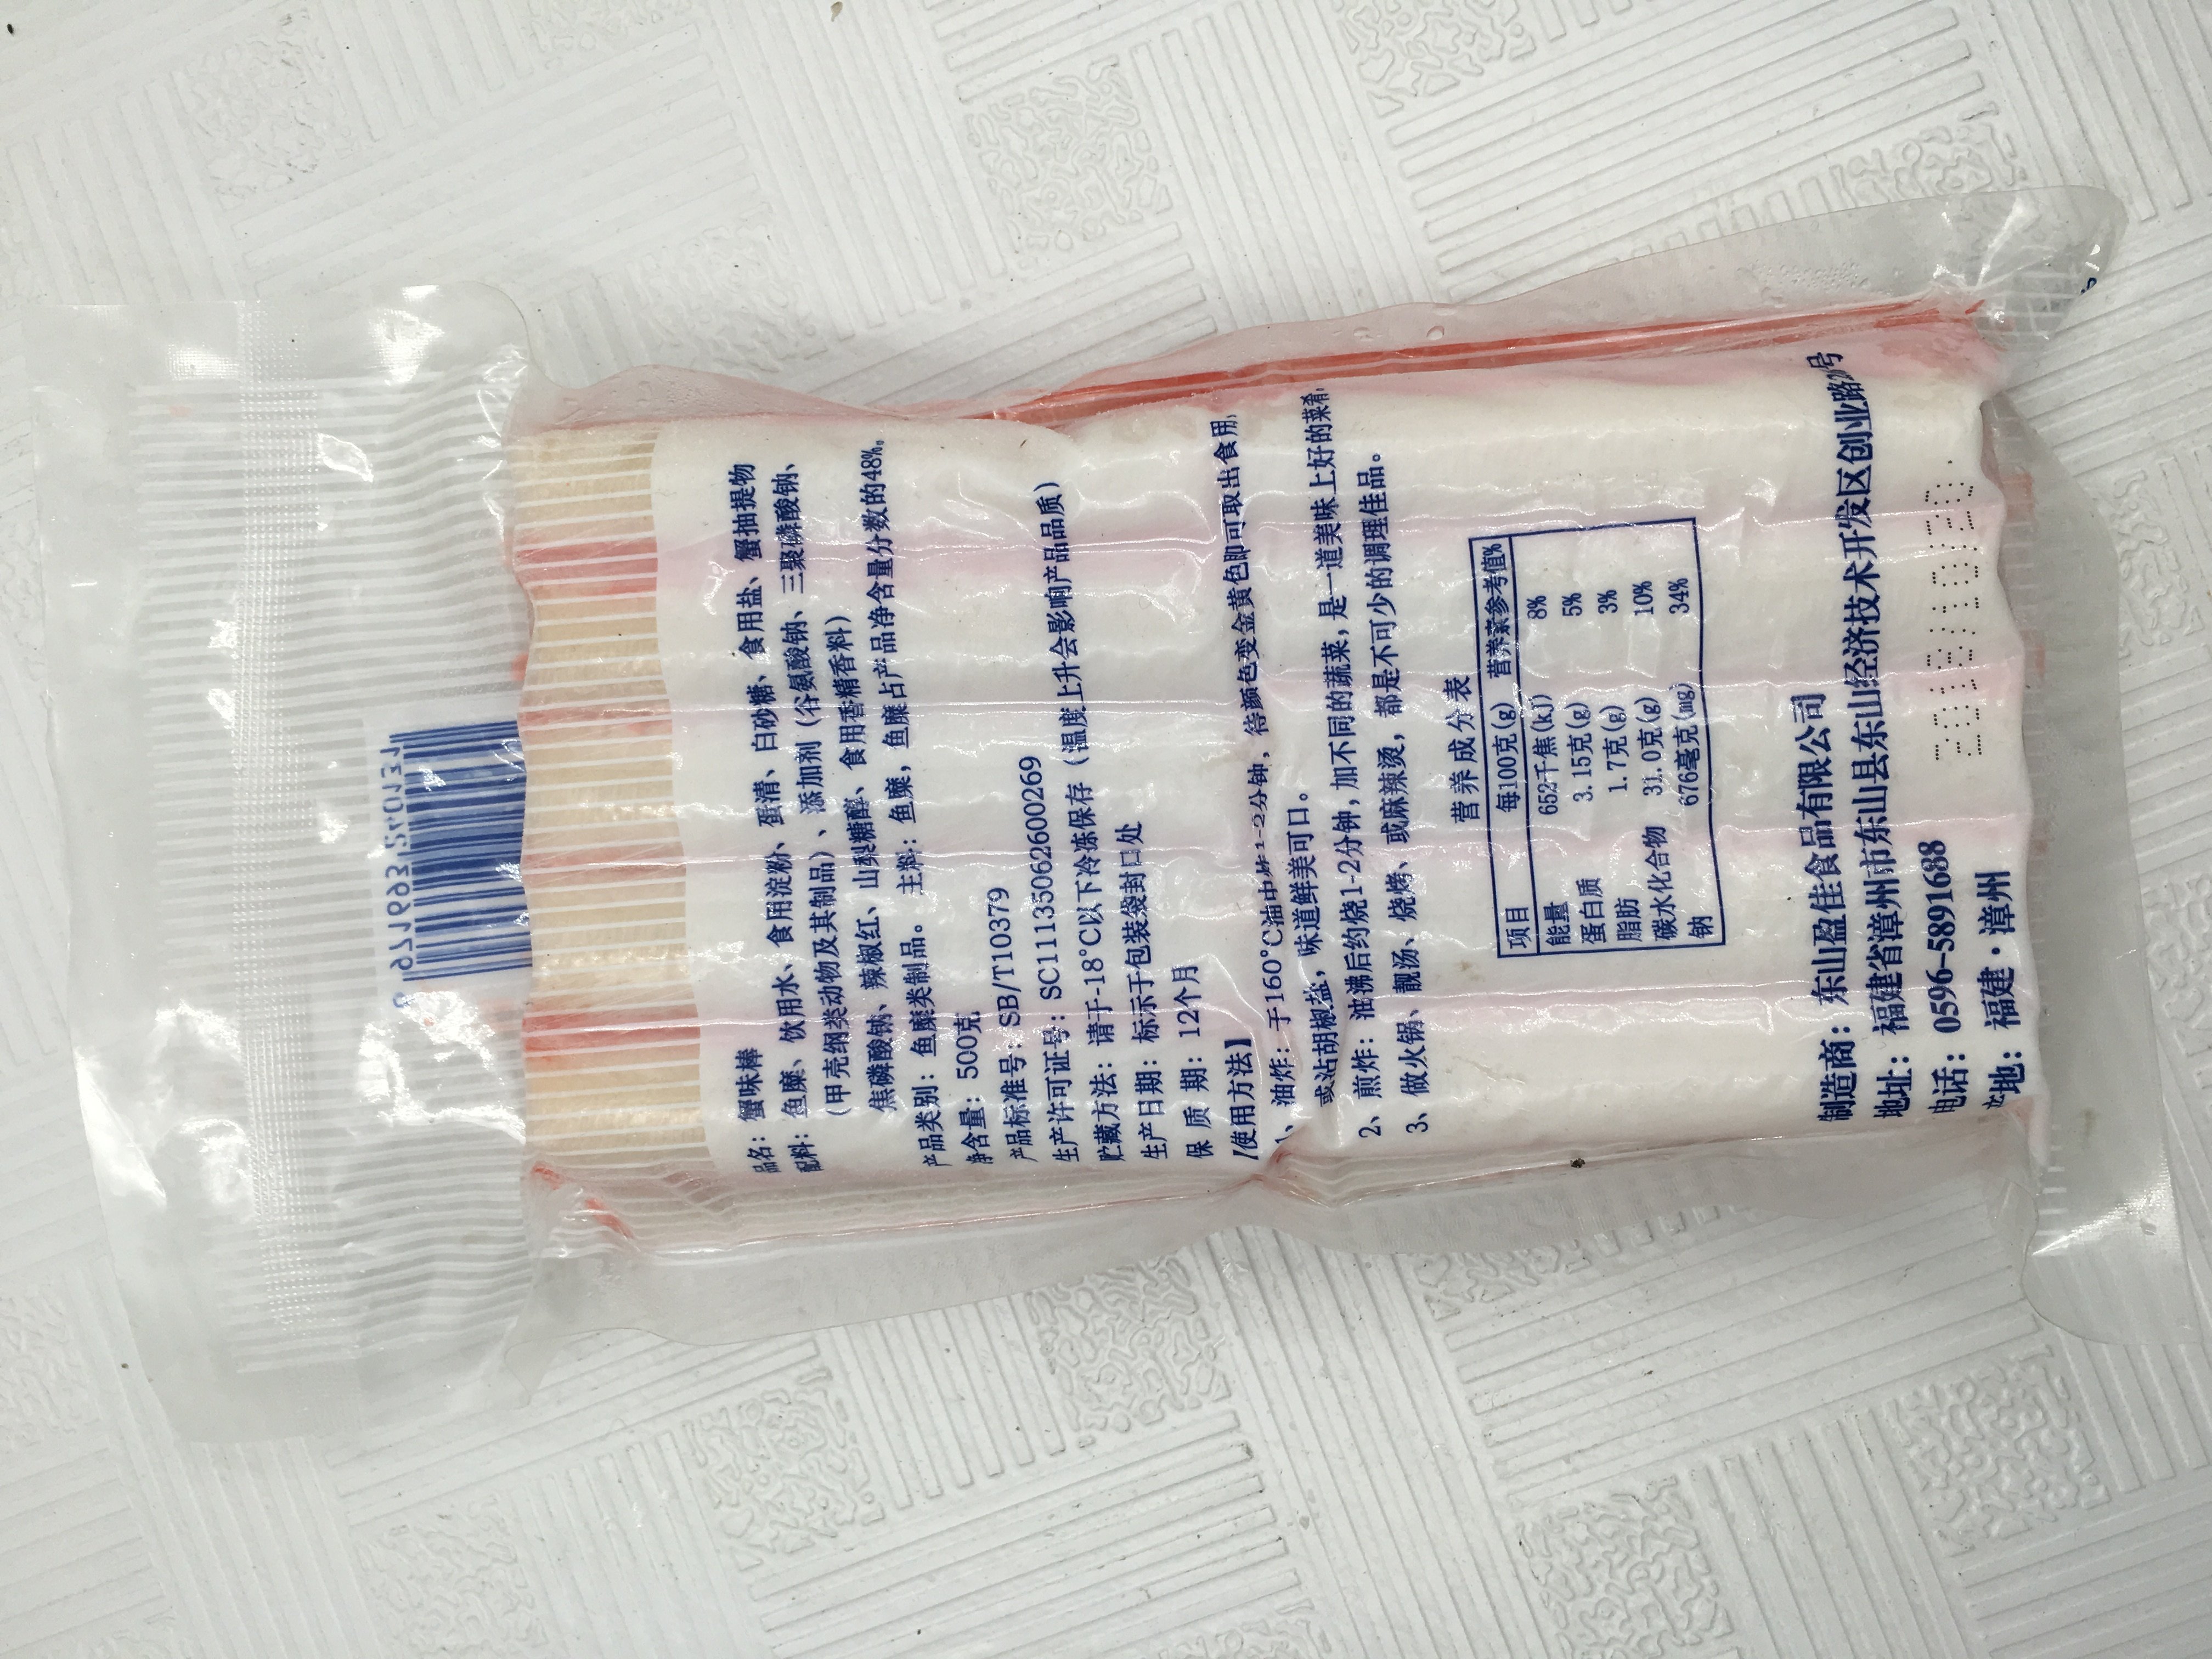 品名：蟹味棒
配料：鱼糜、饮用水、食用淀粉、蛋清、白砂糖、食用盐、蟹抽提物
（甲壳纲类动物及其制品）、添加剂（谷氨酸钠、三聚磷酸钠、
焦磷酸钠、辣椒红、山梨糖醇、食用香精香料）
产品类别：鱼糜类制品。 主料：鱼糜，鱼糜占产品净含量分数的48%。
净含量：500克
产品标准号：SB/T10379
生产许可证号：SC11135062600269
贮藏方法：请于-18°C以下冷冻保存（温度上升会影响产品品质）
生产日期：标示于包装袋封口处
保 质 期：12个月
【使用方法】
1、油炸：于160°C油中炸1-2分钟，待颜色变金黄色即可取出食用，
或沾胡椒盐，味道鲜美可口。
2、煎炸：油沸后约烧1-2分钟,加不同的蔬菜,是一道美味上好的菜肴
3、做火锅、靓汤、烧烤、或麻辣烫，都是不可少的调理佳品。
营养成分表
项目 每100克(g) 营养素参考值%
能量 652千焦(kJ) 8%
蛋白质 3.15克(g) 5%
脂肪 1.7克(g) 3%
碳水化合物 31.0克(g) 10%
钠 676毫克(mg) 34%
制造商：东山盈佳食品有限公司
地址：福建省漳州市东山县东山经济技术开发区创业路号
电话：0596-5891688
产地：福建·漳州